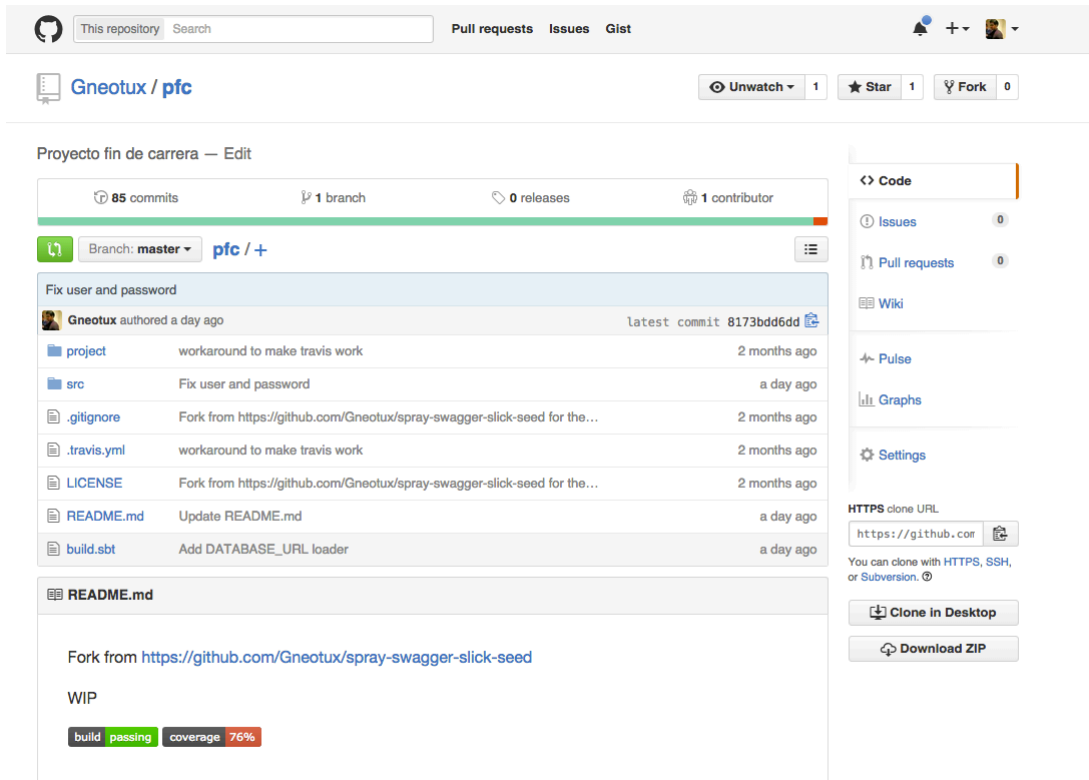 This repository Search Pull requests Issues Gist
Gneotux / pfc Unwatch 1 Star 1 Fork 0
Proyecto fin de carrera — Edit
85 commits 1 branch 0 releases 1 contributor
Branch: master pfc / +
Fix user and password
Gneotux authored a day ago latest commit 8173bdd6dd
project workaround to make travis work 2 months ago
src Fix user and password a day ago
.gitignore Fork from https://github.com/Gneotux/spray-swagger-slick-seed for the… 2 months ago
.travis.yml workaround to make travis work 2 months ago
LICENSE Fork from https://github.com/Gneotux/spray-swagger-slick-seed for the… 2 months ago
README.md Update README.md a day ago
build.sbt Add DATABASE_URL loader a day ago
README.md
Fork from https://github.com/Gneotux/spray-swagger-slick-seed
WIP
build passing coverage 76%
Code
Issues 0
Pull requests 0
Wiki
Pulse
Graphs
Settings
HTTPS clone URL
https://github.com
You can clone with HTTPS, SSH,
or Subversion.
Clone in Desktop
Download ZIP